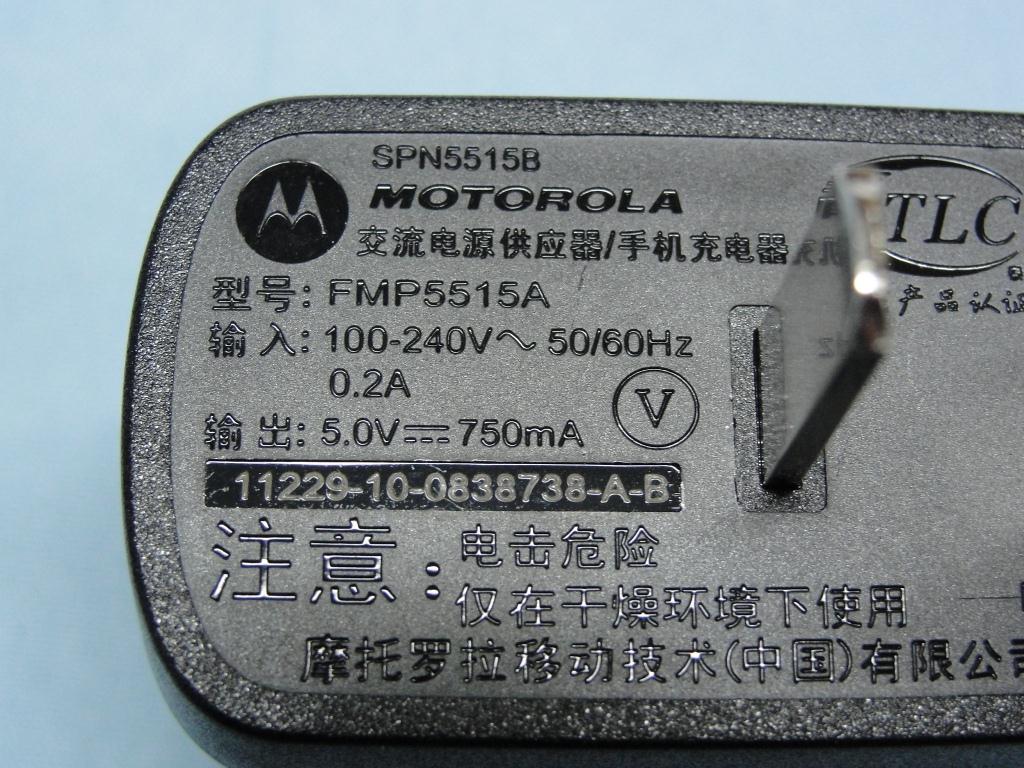 SPN5515B
MOTOROLA
TLC
交流电源供应器/手机充电器
产品认证
型号: FMP5515A
输入: 100-240V～ 50/60Hz
0.2A
V
输出: 5.0V⎓750mA
11229-10-0838738-A-B
注意: 电击危险
仅在干燥环境下使用
摩托罗拉移动技术(中国)有限公司